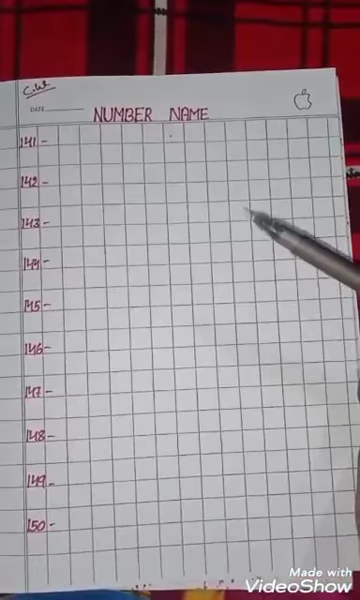 C.W
DATE
NUMBER NAME
141-
142-
143-
144-
145-
146-
147-
148-
149-
150-
Made with
VideoShow